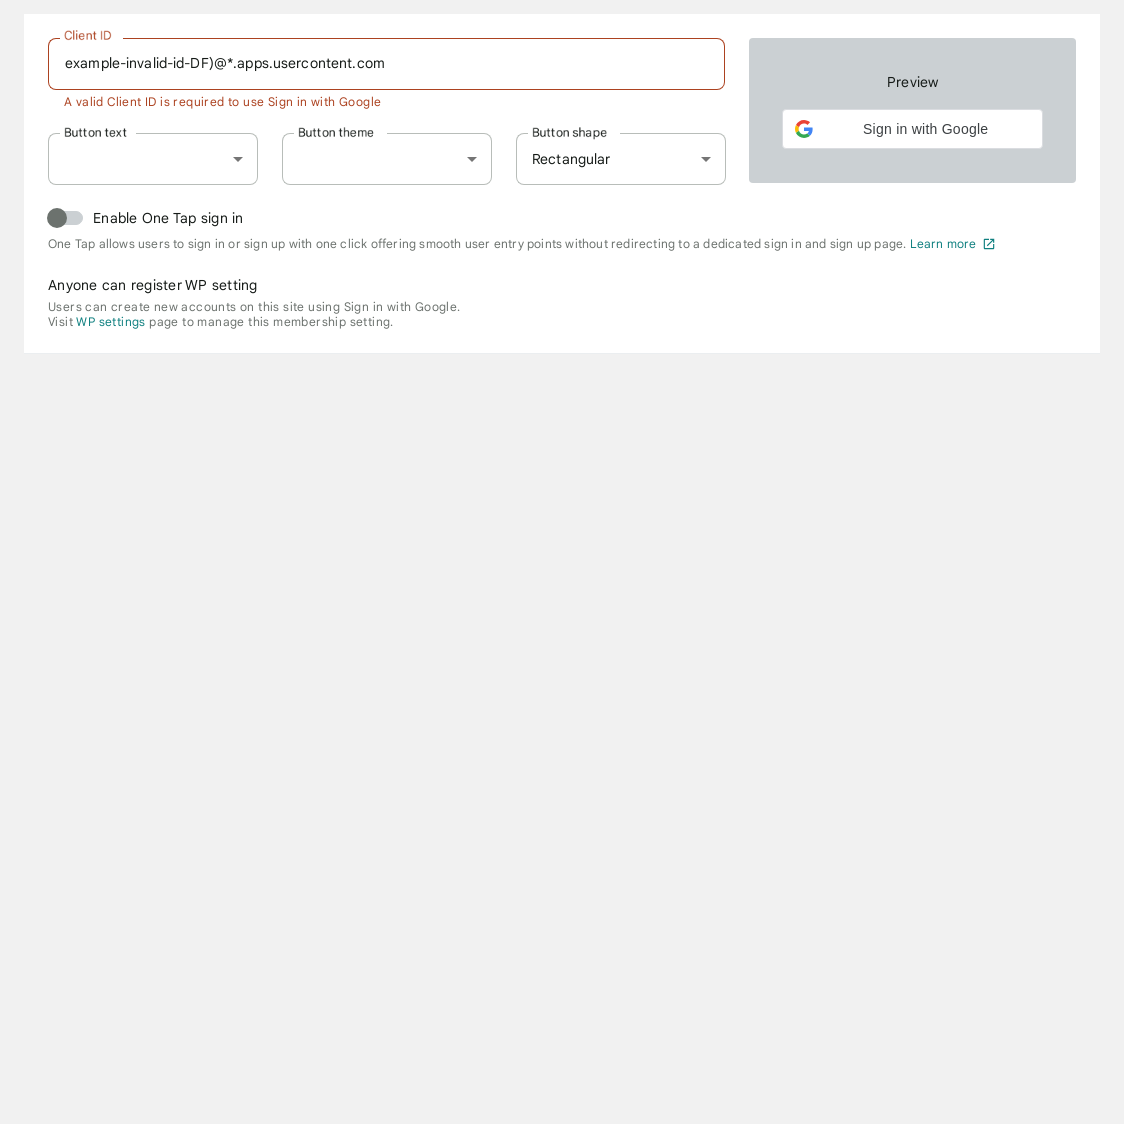 Client ID
example-invalid-id-DF)@*.apps.usercontent.com
A valid Client ID is required to use Sign in with Google
Preview
Sign in with Google
Button text
Button theme
Button shape
Rectangular
Enable One Tap sign in
One Tap allows users to sign in or sign up with one click offering smooth user entry points without redirecting to a dedicated sign in and sign up page. Learn more
Anyone can register WP setting
Users can create new accounts on this site using Sign in with Google.
Visit WP settings page to manage this membership setting.